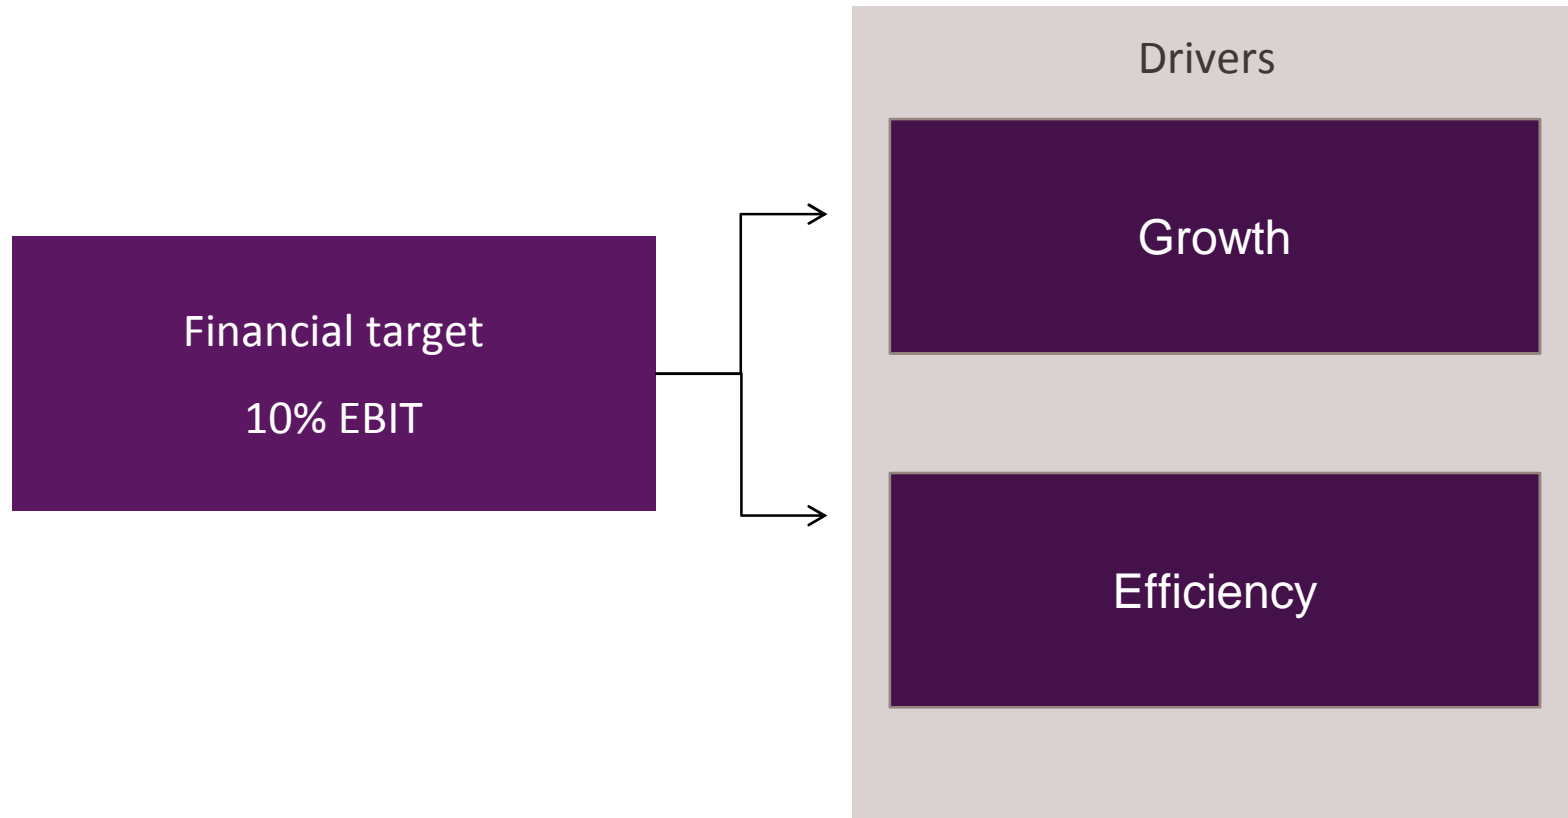 Drivers
Growth
Financial target
10% EBIT
Efficiency